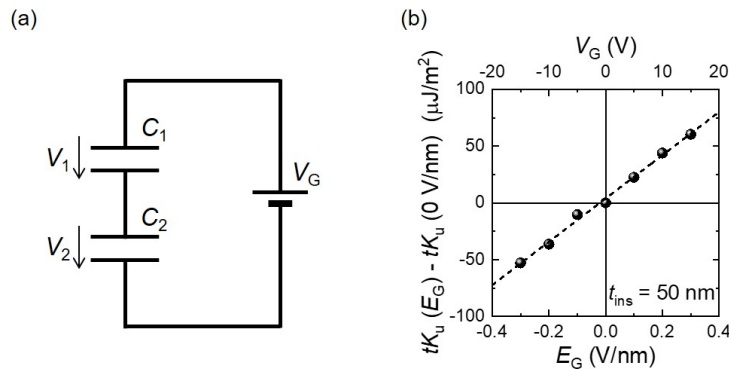 (a)
C1
V1
C2
V2
VG
(b)
VG (V)
-20 -10 0 10 20
tKu (EG) - tKu (0 V/nm) (μJ/m²)
100
50
0
-50
-100
tins = 50 nm
-0.4 -0.2 0.0 0.2 0.4
EG (V/nm)